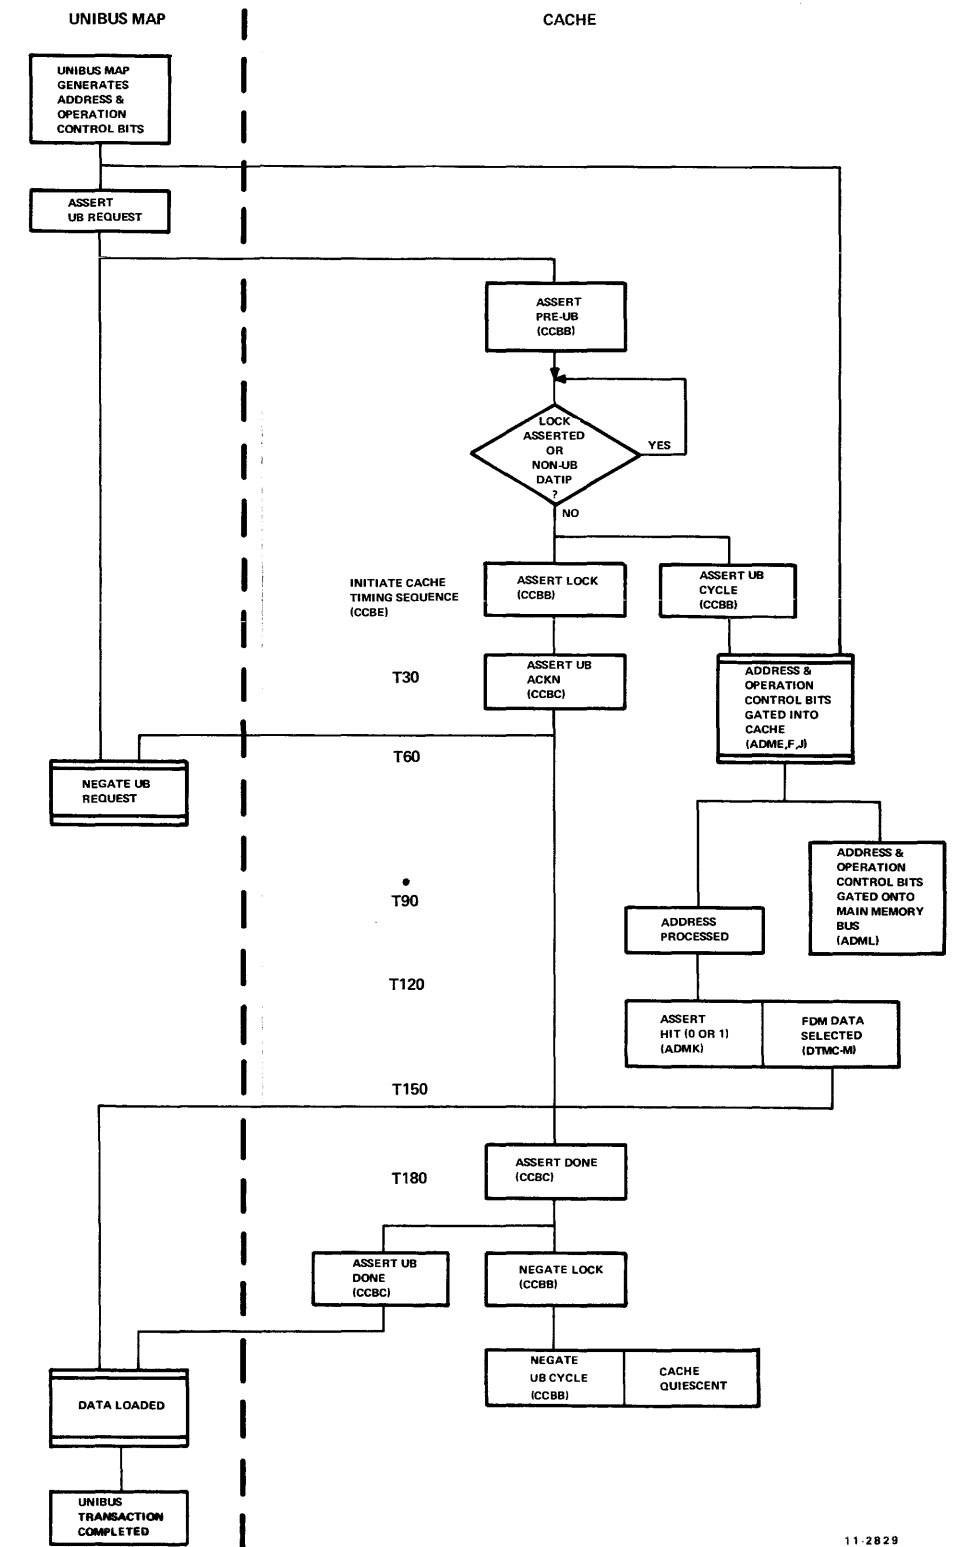 UNIBUS MAP
CACHE
UNIBUS MAP
GENERATES
ADDRESS &
OPERATION
CONTROL BITS
ASSERT
UB REQUEST
ASSERT
PRE-UB
(CCBB)
LOCK
ASSERTED
OR
NON-UB
DATIP
?
YES
NO
INITIATE CACHE
TIMING SEQUENCE
(CCBE)
ASSERT LOCK
(CCBB)
ASSERT UB
CYCLE
(CCBB)
T30
ASSERT UB
ACKN
(CCBC)
ADDRESS &
OPERATION
CONTROL BITS
GATED INTO
CACHE
(ADME,F,J)
T60
NEGATE UB
REQUEST
T90
ADDRESS &
OPERATION
CONTROL BITS
GATED ONTO
MAIN MEMORY
BUS
(ADML)
ADDRESS
PROCESSED
T120
ASSERT
HIT (0 OR 1)
(ADMK)
FDM DATA
SELECTED
(DTMC-M)
T150
ASSERT DONE
(CCBC)
T180
ASSERT UB
DONE
(CCBC)
NEGATE LOCK
(CCBB)
NEGATE
UB CYCLE
(CCBB)
CACHE
QUIESCENT
DATA LOADED
UNIBUS
TRANSACTION
COMPLETED
11-2829